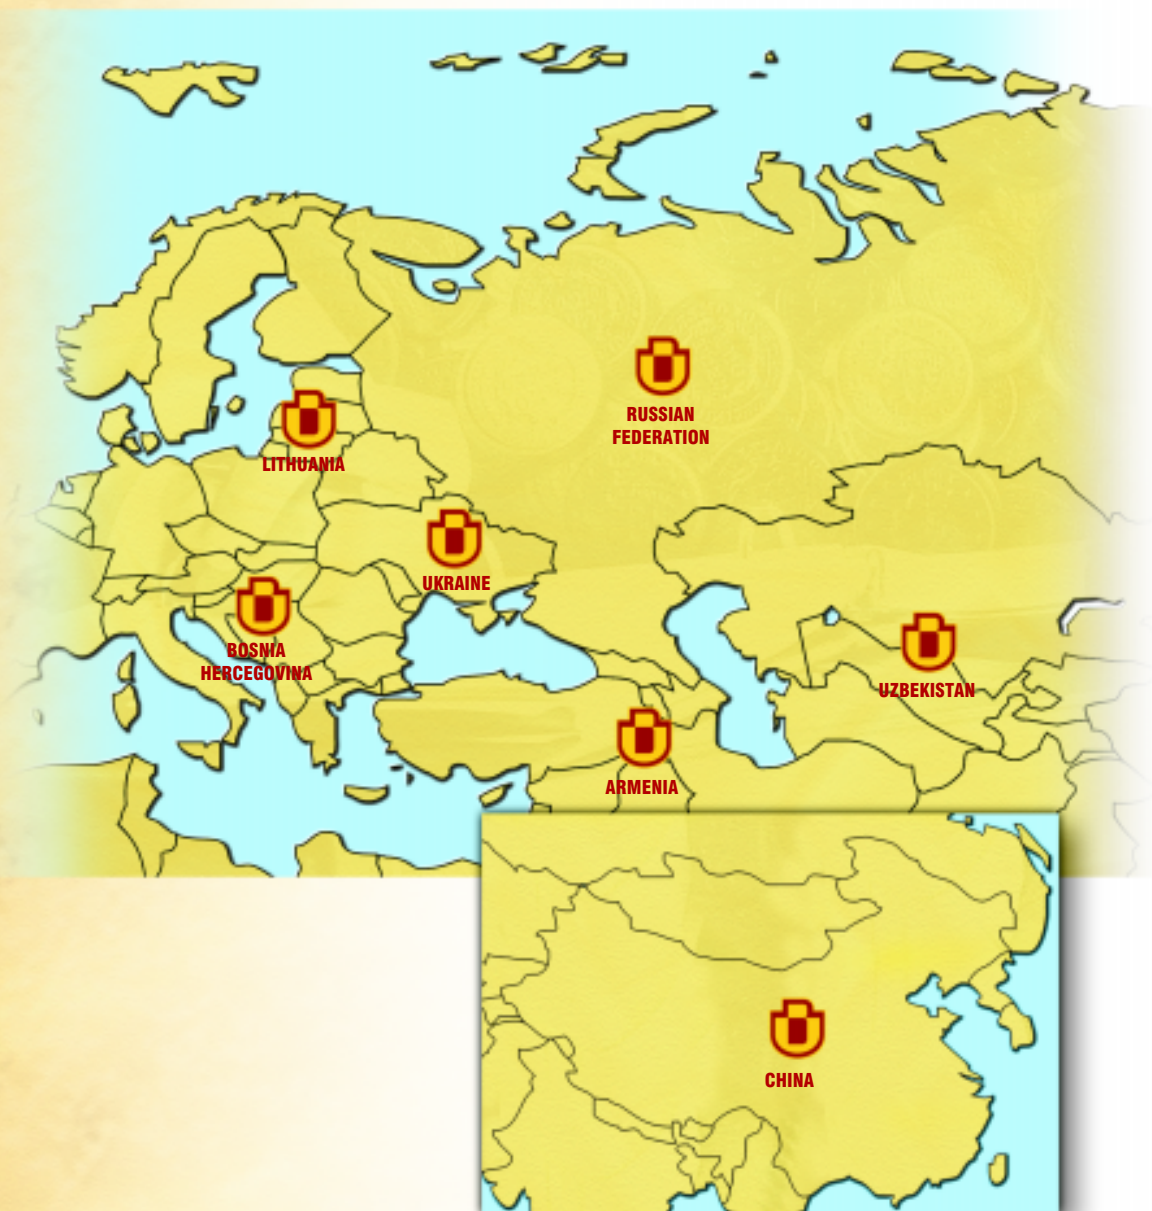 RUSSIAN
FEDERATION
LITHUANIA
UKRAINE
BOSNIA
HERCEGOVINA
UZBEKISTAN
ARMENIA
CHINA